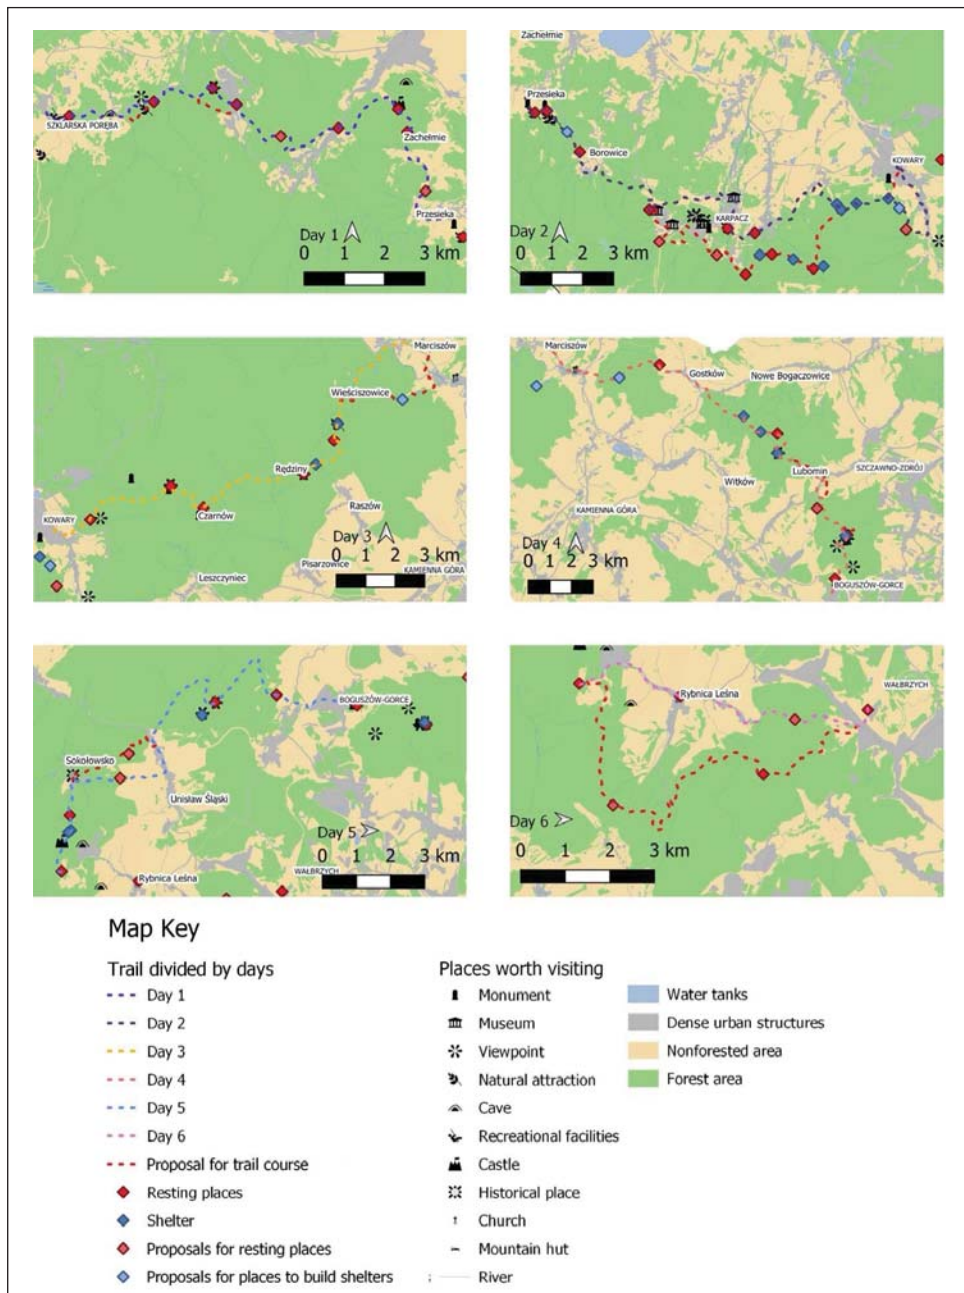 SZKLARSKA PORĘBA
Zachełmie
Przesieka
Day 1
0 1 2 3 km
Zachełmie
Przesieka
Borowice
KOWARY
KARPACZ
Day 2
0 1 2 3 km
Marciszów
Wieściszowice
Rędziny
Raszów
KOWARY
Czarnów
Day 3
Leszczyniec
Pisarzowice
KAMIENNA GÓRA
0 1 2 3 km
Marciszów
Gostków
Nowe Bogaczowice
Lubomin
SZCZAWNO-ZDRÓJ
Witków
KAMIENNA GÓRA
Day 4
0 1 2 3 km
BOGUSZÓW-GORCE
BOGUSZÓW-GORCE
Sokołowsko
Unisław Śląski
Day 5
0 1 2 3 km
Rybnica Leśna
WAŁBRZYCH
Rybnica Leśna
WAŁBRZYCH
Day 6
0 1 2 3 km
Map Key
Trail divided by days
Day 1
Day 2
Day 3
Day 4
Day 5
Day 6
Proposal for trail course
Resting places
Shelter
Proposals for resting places
Proposals for places to build shelters
Places worth visiting
Monument
Museum
Viewpoint
Natural attraction
Cave
Recreational facilities
Castle
Historical place
Church
Mountain hut
River
Water tanks
Dense urban structures
Nonforested area
Forest area